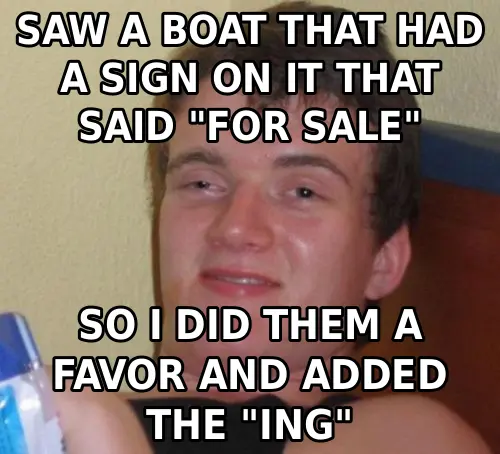 SAW A BOAT THAT HAD
A SIGN ON IT THAT
SAID "FOR SALE"
SO I DID THEM A
FAVOR AND ADDED
THE "ING"